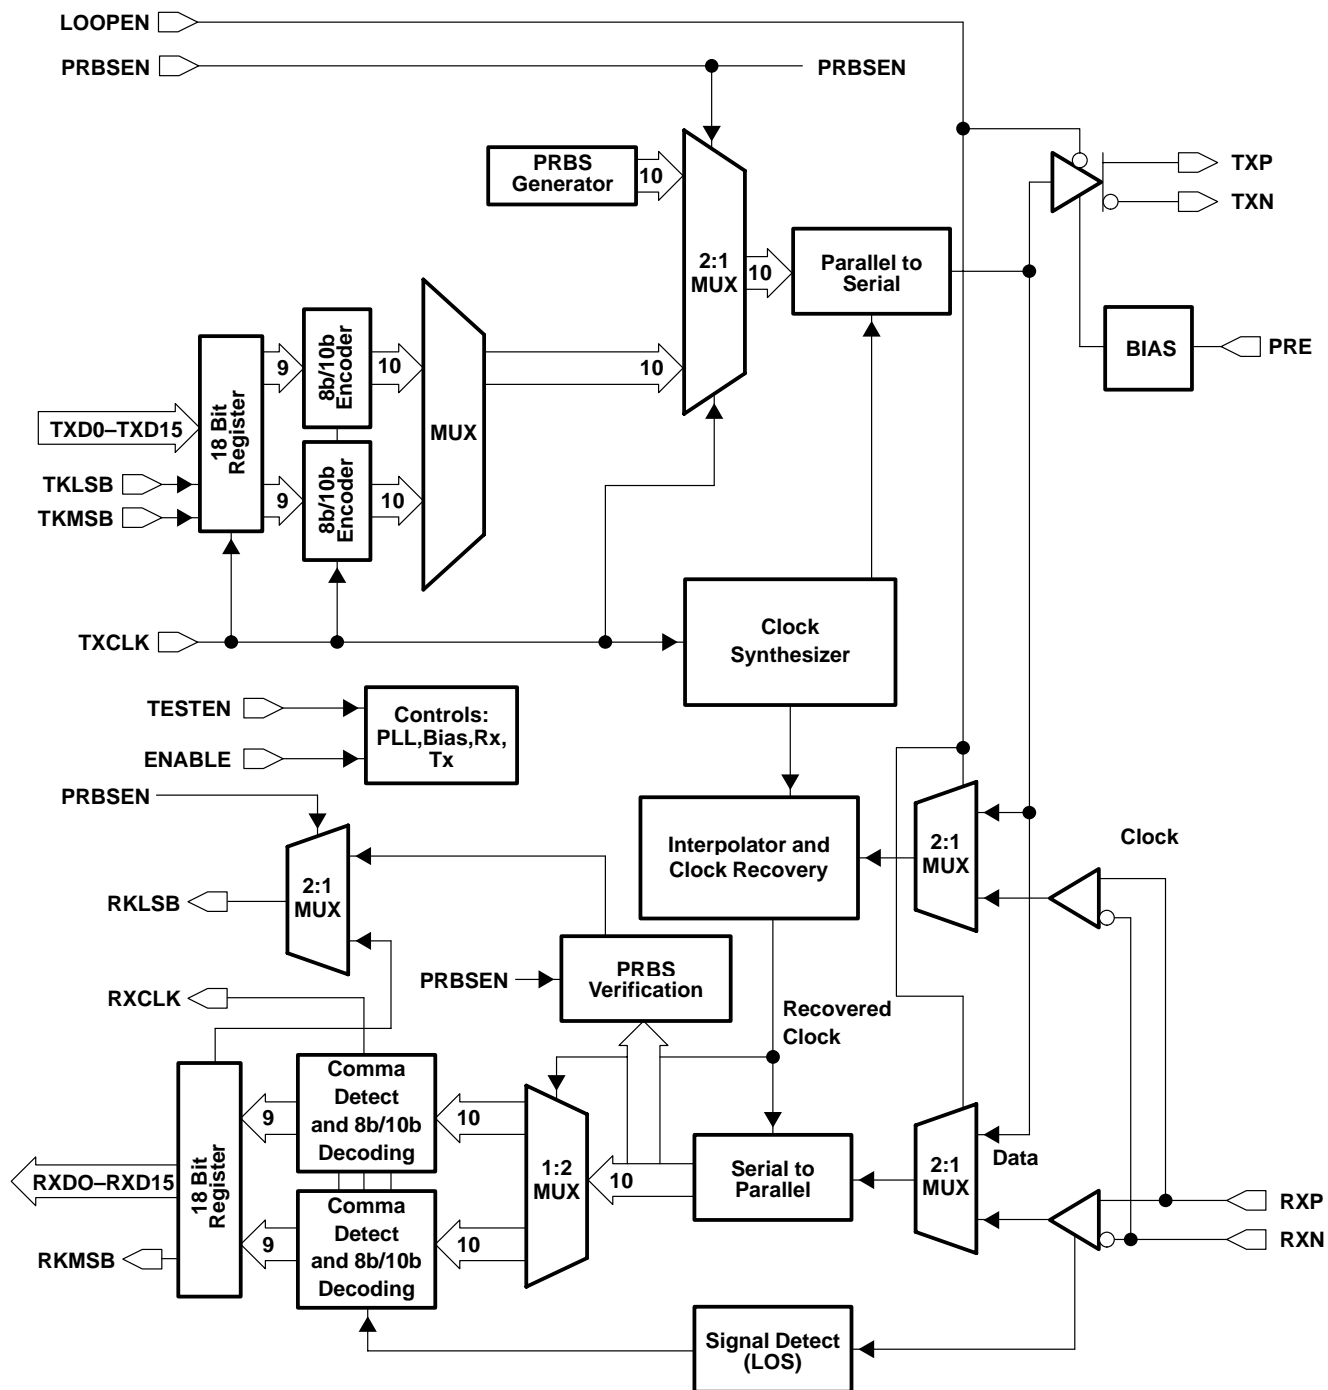 LOOPEN
PRBSEN
PRBSEN
PRBS
Generator
10
TXP
TXN
2:1
MUX
10
Parallel to
Serial
BIAS
PRE
TXD0–TXD15
18 Bit
Register
9
8b/10b
Encoder
10
MUX
10
TKLSB
TKMSB
9
8b/10b
Encoder
10
TXCLK
Clock
Synthesizer
TESTEN
ENABLE
Controls:
PLL,Bias,Rx,
Tx
PRBSEN
2:1
MUX
RKLSB
Interpolator and
Clock Recovery
2:1
MUX
Clock
PRBSEN
PRBS
Verification
RXCLK
Recovered
Clock
Comma
Detect
and 8b/10b
Decoding
9
10
RXDO–RXD15
18 Bit
Register
1:2
MUX
10
Serial to
Parallel
2:1
MUX
Data
Comma
Detect
and 8b/10b
Decoding
9
10
RKMSB
RXP
RXN
Signal Detect
(LOS)